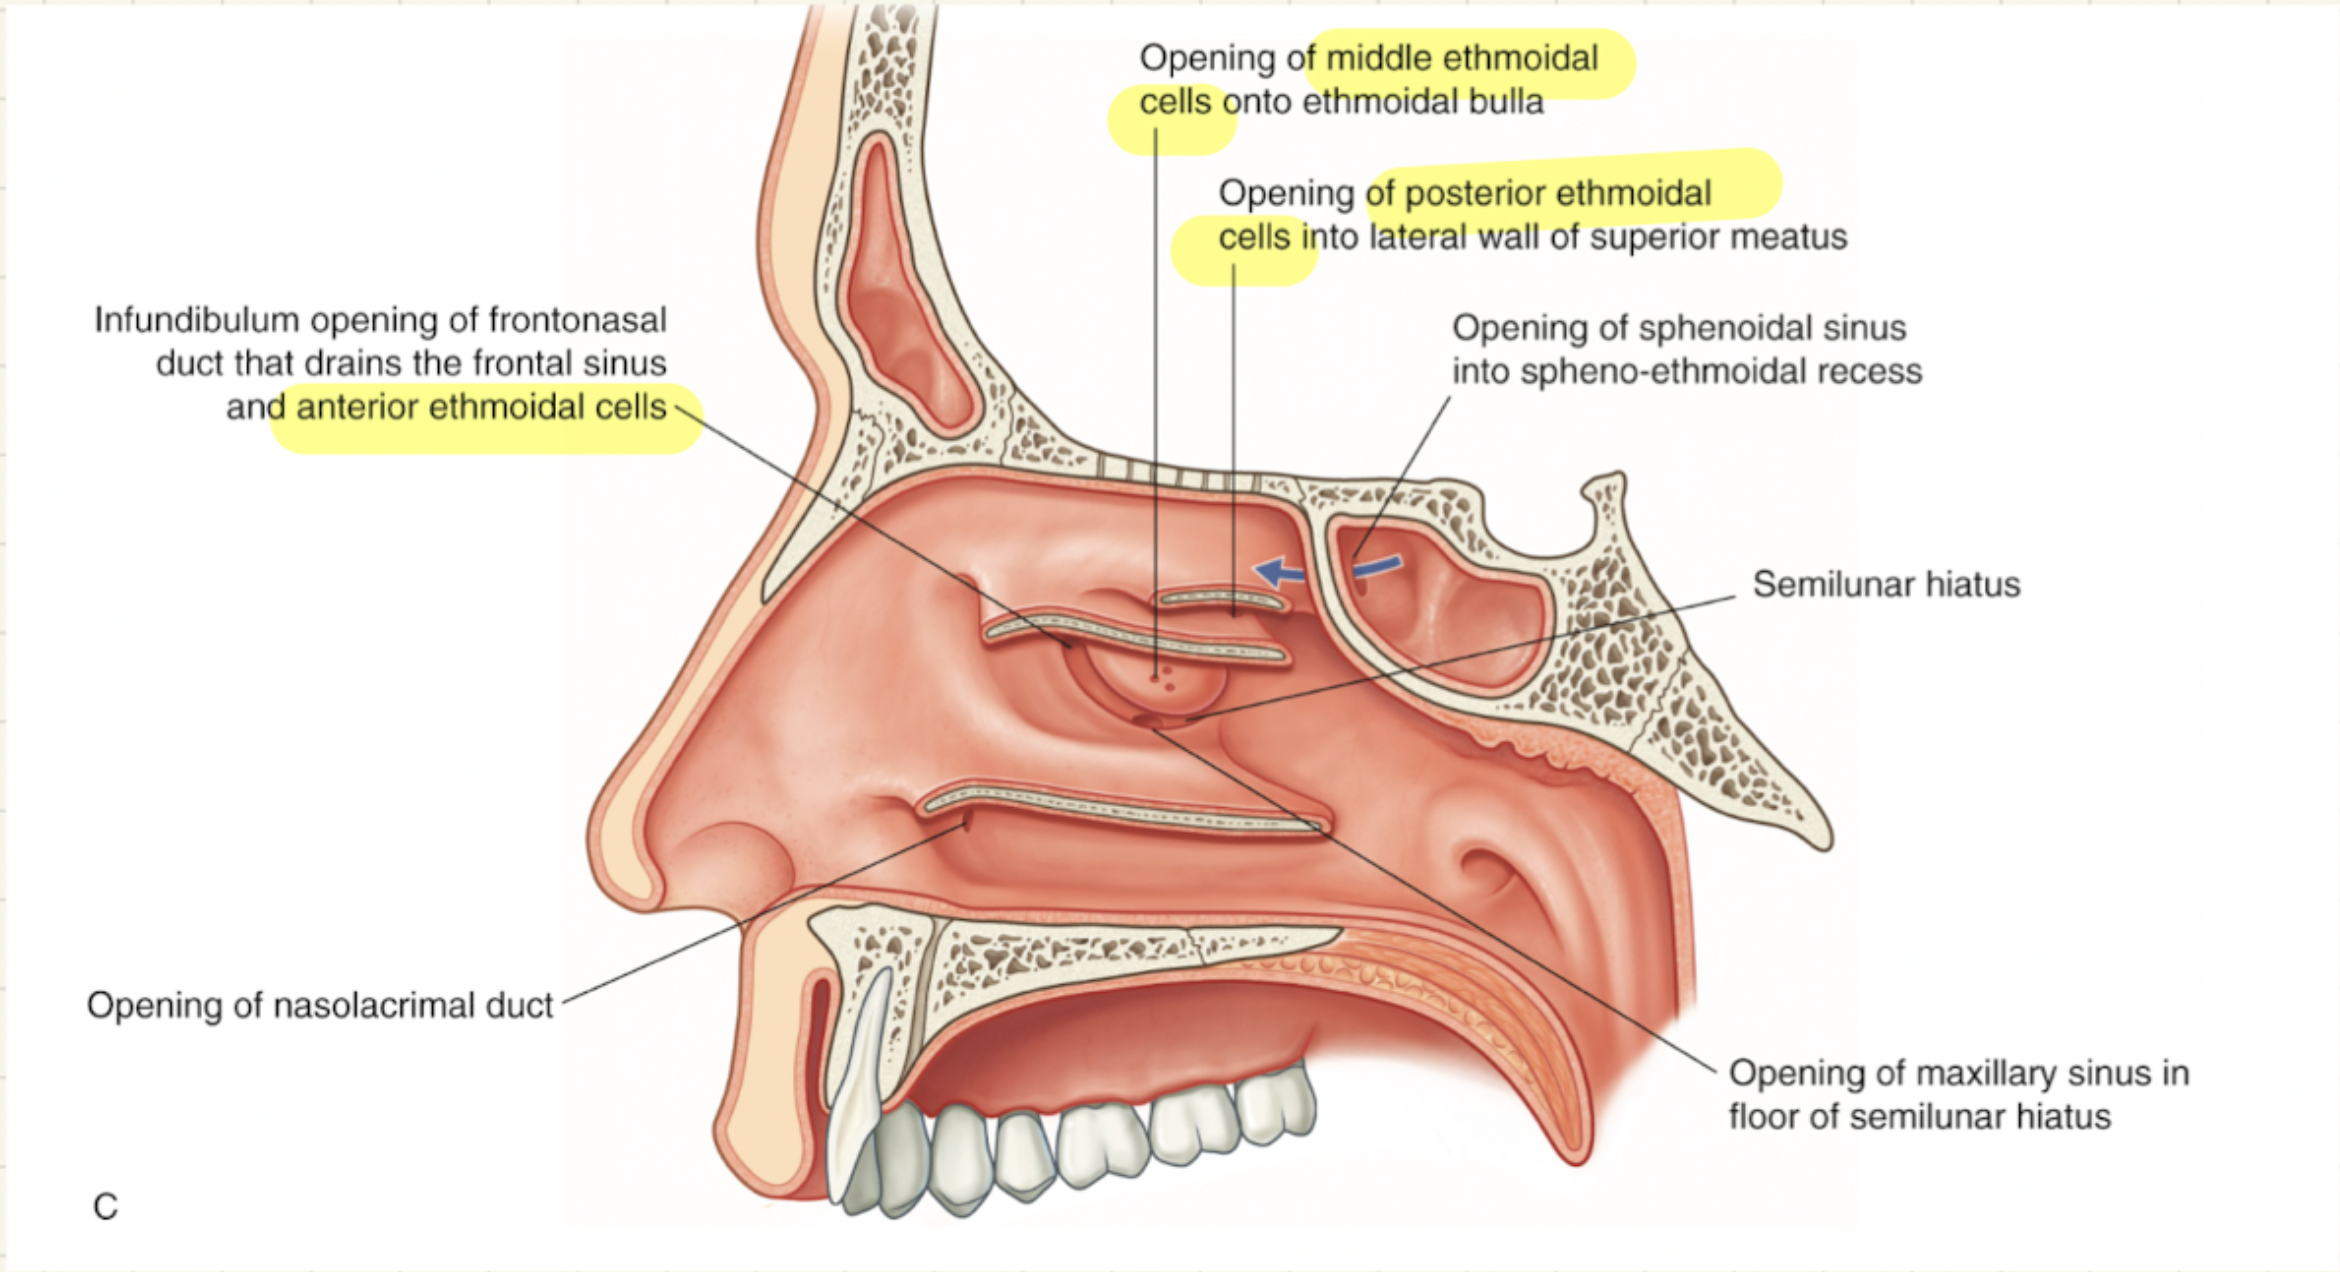 Opening of middle ethmoidal
cells onto ethmoidal bulla
Opening of posterior ethmoidal
cells into lateral wall of superior meatus
Infundibulum opening of frontonasal
duct that drains the frontal sinus
and anterior ethmoidal cells
Opening of sphenoidal sinus
into spheno-ethmoidal recess
Semilunar hiatus
Opening of nasolacrimal duct
Opening of maxillary sinus in
floor of semilunar hiatus
C